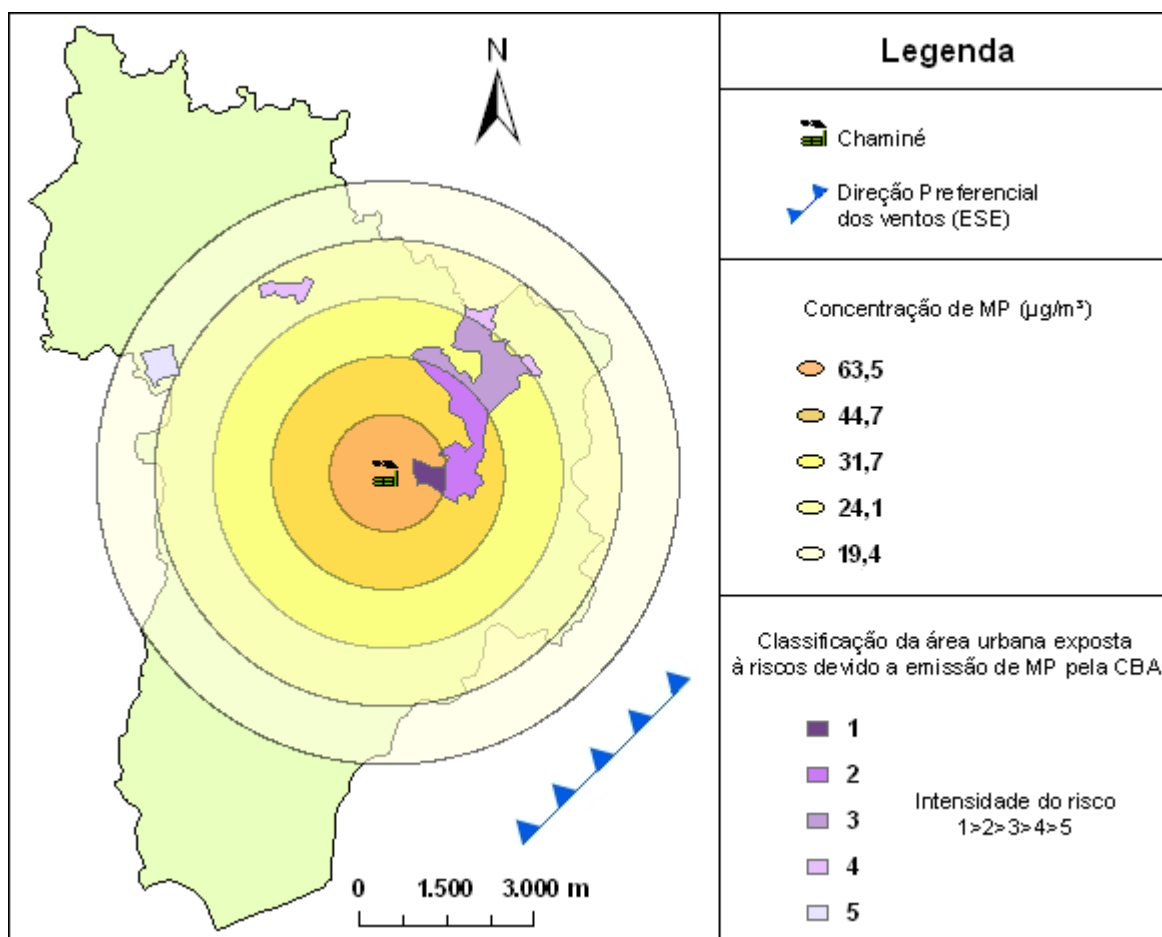 N
0 1.500 3.000 m
Legenda
Chaminé
Direção Preferencial
dos ventos (ESE)
Concentração de MP (µg/m³)
63,5
44,7
31,7
24,1
19,4
Classificação da área urbana exposta
à riscos devido a emissão de MP pela CBA
1
2
3
4
5
Intensidade do risco
1>2>3>4>5